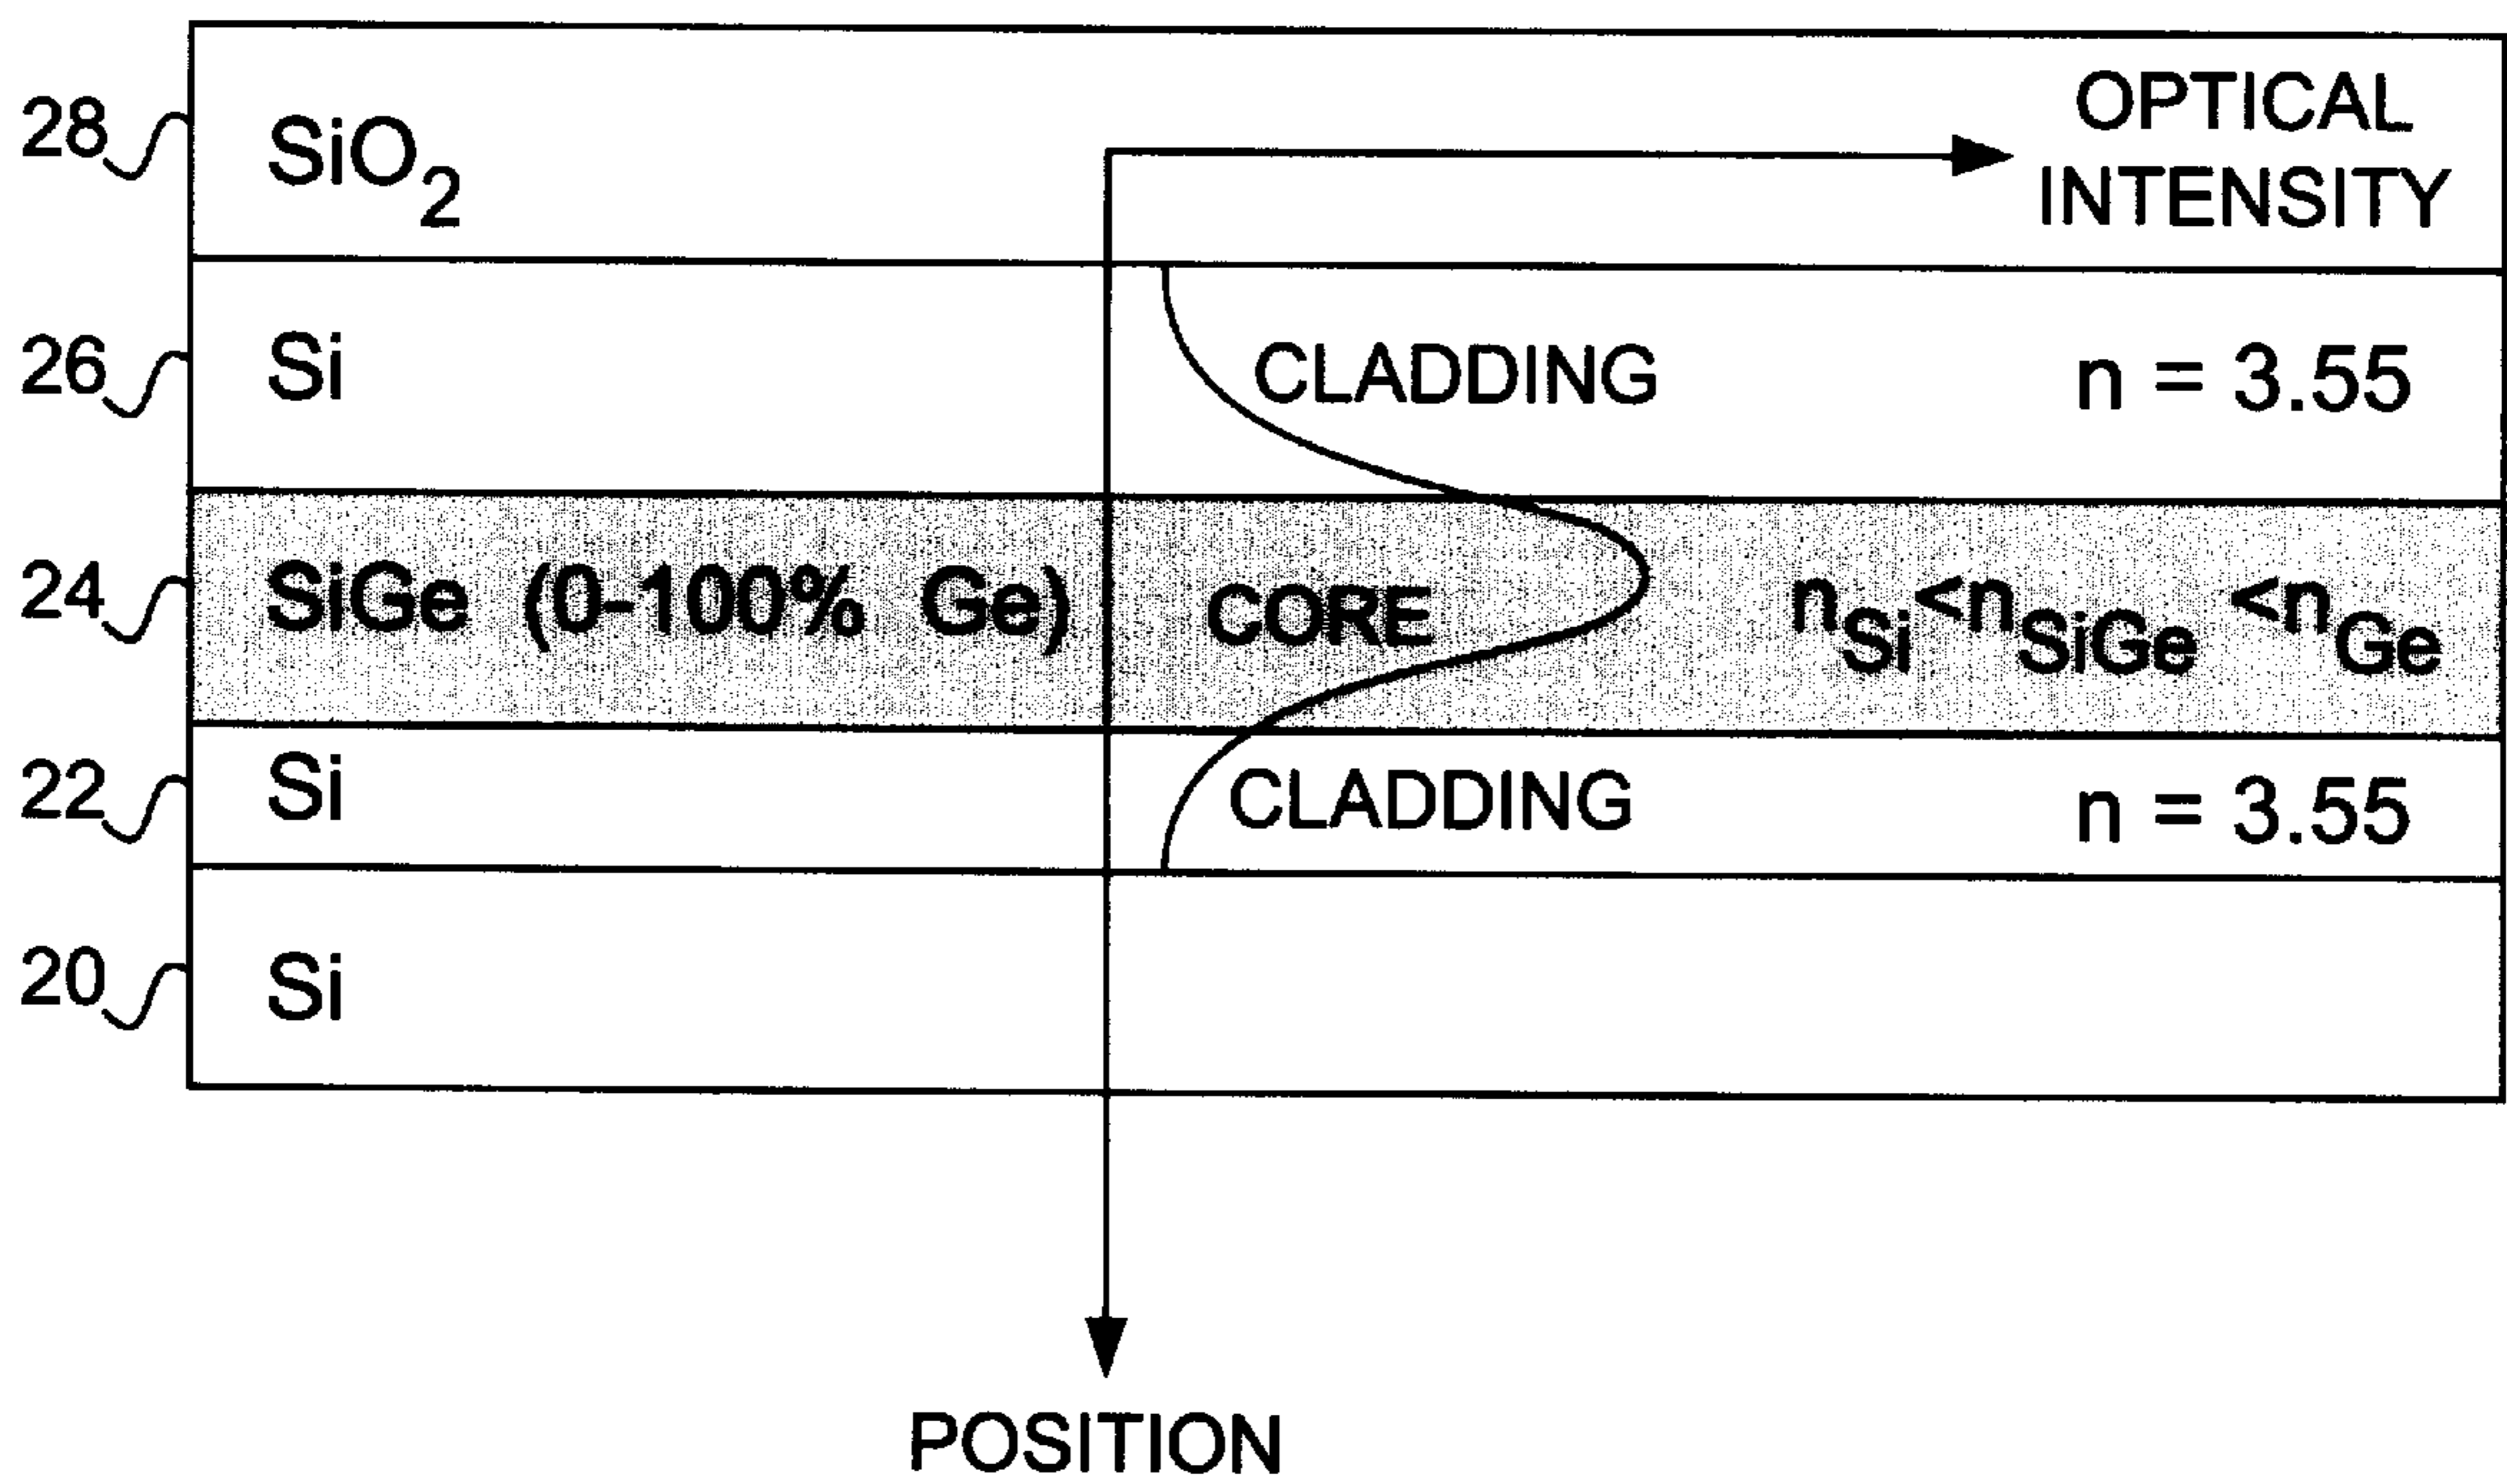 28 SiO2 OPTICAL
INTENSITY
26 Si CLADDING n = 3.55
24 SiGe (0-100% Ge) CORE nSi<nSiGe<nGe
22 Si CLADDING n = 3.55
20 Si
POSITION